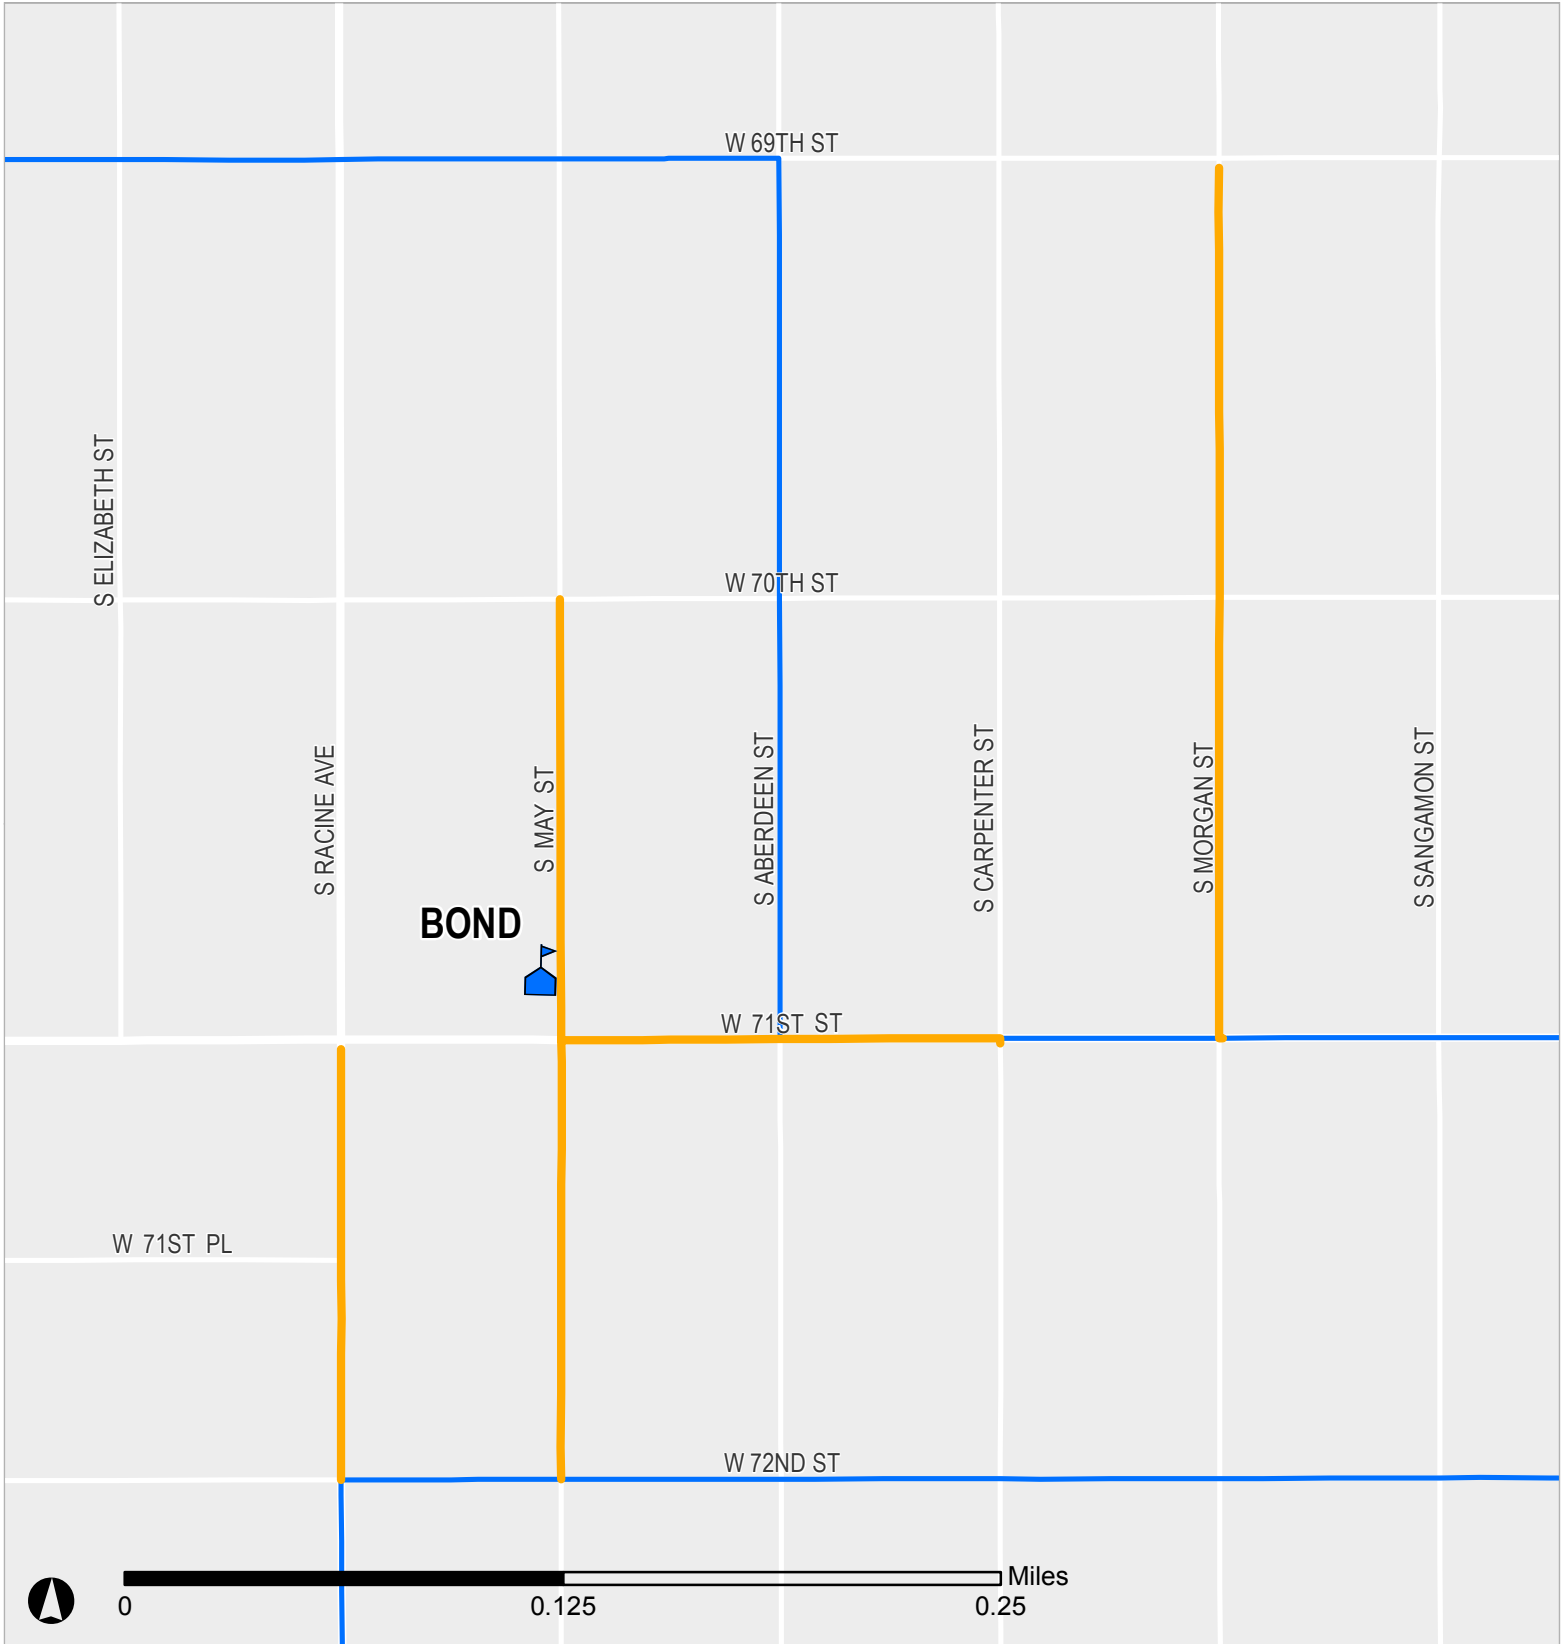 W 69TH ST
S ELIZABETH ST
W 70TH ST
S RACINE AVE
S MAY ST
S ABERDEEN ST
S CARPENTER ST
S MORGAN ST
S SANGAMON ST
BOND
W 71ST ST
W 71ST PL
W 72ND ST
Miles
0
0.125
0.25